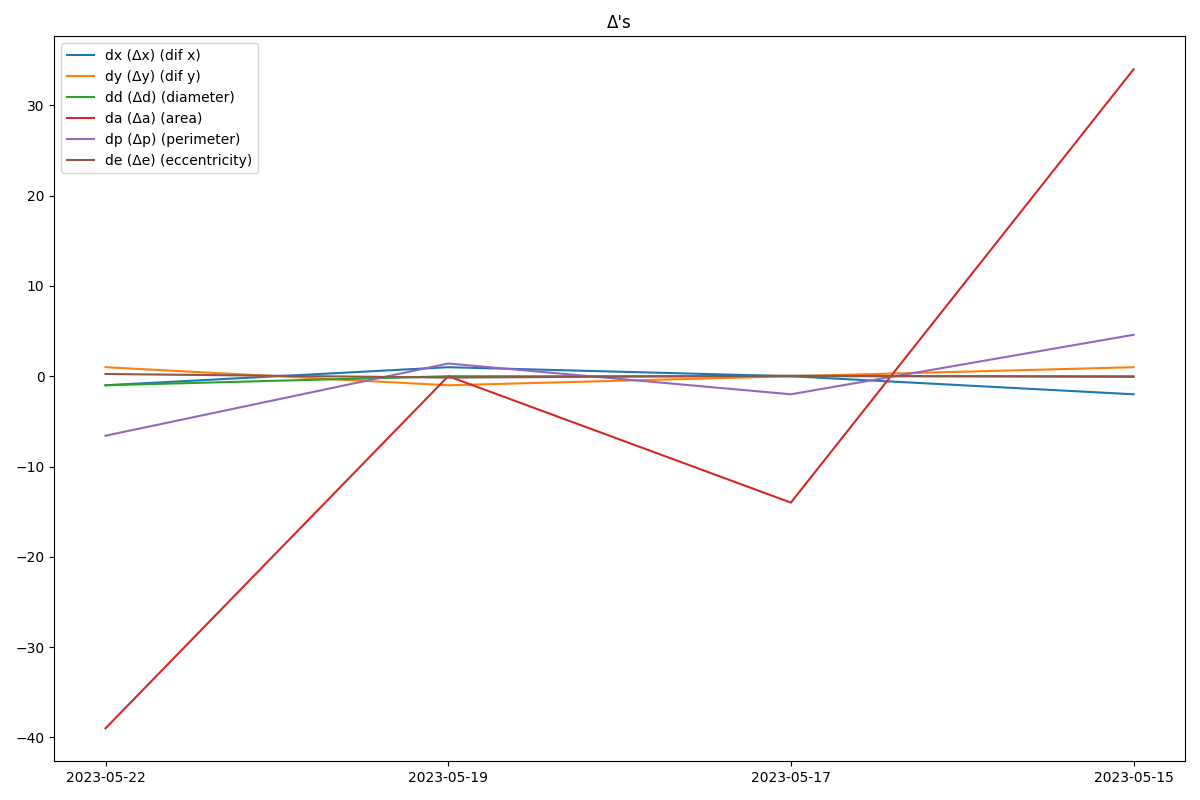 Δ's
dx (Δx) (dif x)
dy (Δy) (dif y)
dd (Δd) (diameter)
da (Δa) (area)
dp (Δp) (perimeter)
de (Δe) (eccentricity)
30
20
10
0
−10
−20
−30
−40
2023-05-22 2023-05-19 2023-05-17 2023-05-15